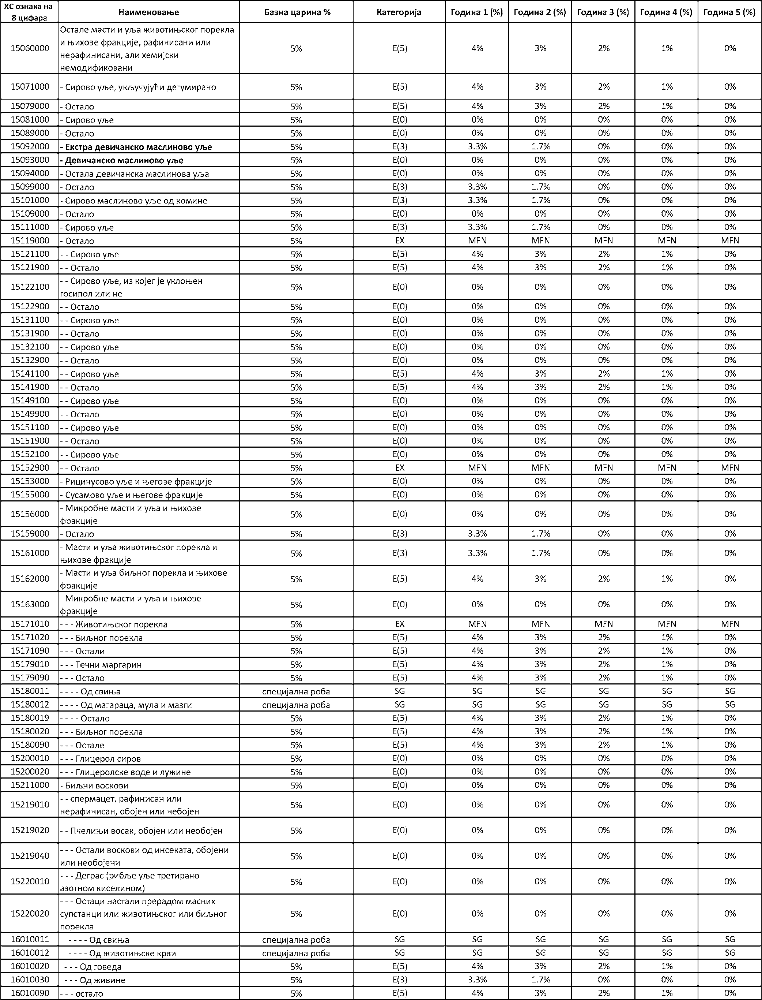 ХС ознака на 8 цифара | Наименовање | Базна царина % | Категорија | Година 1 (%) | Година 2 (%) | Година 3 (%) | Година 4 (%) | Година 5 (%)
15060000 | Остале масти и уља животињског порекла и њихове фракције, рафинисани или нерафинисани, али хемијски немодификовани | 5% | E(5) | 4% | 3% | 2% | 1% | 0%
15071000 | - Сирово уље, укључујући дегумирано | 5% | E(5) | 4% | 3% | 2% | 1% | 0%
15079000 | - Остало | 5% | E(5) | 4% | 3% | 2% | 1% | 0%
15081000 | - Сирово уље | 5% | E(0) | 0% | 0% | 0% | 0% | 0%
15089000 | - Остало | 5% | E(0) | 0% | 0% | 0% | 0% | 0%
15092000 | - Екстра девичанско маслиново уље | 5% | E(3) | 3.3% | 1.7% | 0% | 0% | 0%
15093000 | - Девичанско маслиново уље | 5% | E(0) | 0% | 0% | 0% | 0% | 0%
15094000 | - Остала девичанска маслинова уља | 5% | E(0) | 0% | 0% | 0% | 0% | 0%
15099000 | - Остало | 5% | E(3) | 3.3% | 1.7% | 0% | 0% | 0%
15101000 | - Сирово маслиново уље од комине | 5% | E(3) | 3.3% | 1.7% | 0% | 0% | 0%
15109000 | - Остало | 5% | E(0) | 0% | 0% | 0% | 0% | 0%
15111000 | - Сирово уље | 5% | E(3) | 3.3% | 1.7% | 0% | 0% | 0%
15119000 | - Остало | 5% | EX | MFN | MFN | MFN | MFN | MFN
15121100 | - - Сирово уље | 5% | E(5) | 4% | 3% | 2% | 1% | 0%
15121900 | - - Остало | 5% | E(5) | 4% | 3% | 2% | 1% | 0%
15122100 | - - Сирово уље, из којег је уклоњен госипол или не | 5% | E(0) | 0% | 0% | 0% | 0% | 0%
15122900 | - - Остало | 5% | E(0) | 0% | 0% | 0% | 0% | 0%
15131100 | - - Сирово уље | 5% | E(0) | 0% | 0% | 0% | 0% | 0%
15131900 | - - Остало | 5% | E(0) | 0% | 0% | 0% | 0% | 0%
15132100 | - - Сирово уље | 5% | E(0) | 0% | 0% | 0% | 0% | 0%
15132900 | - - Остало | 5% | E(0) | 0% | 0% | 0% | 0% | 0%
15141100 | - - Сирово уље | 5% | E(5) | 4% | 3% | 2% | 1% | 0%
15141900 | - - Остало | 5% | E(5) | 4% | 3% | 2% | 1% | 0%
15149100 | - - Сирово уље | 5% | E(0) | 0% | 0% | 0% | 0% | 0%
15149900 | - - Остало | 5% | E(0) | 0% | 0% | 0% | 0% | 0%
15151100 | - - Сирово уље | 5% | E(0) | 0% | 0% | 0% | 0% | 0%
15151900 | - - Остало | 5% | E(0) | 0% | 0% | 0% | 0% | 0%
15152100 | - - Сирово уље | 5% | E(0) | 0% | 0% | 0% | 0% | 0%
15152900 | - - Остало | 5% | EX | MFN | MFN | MFN | MFN | MFN
15153000 | - Рицинусово уље и његове фракције | 5% | E(0) | 0% | 0% | 0% | 0% | 0%
15155000 | - Сусамово уље и његове фракције | 5% | E(0) | 0% | 0% | 0% | 0% | 0%
15156000 | - Микробне масти и уља и њихове фракције | 5% | E(0) | 0% | 0% | 0% | 0% | 0%
15159000 | - Остало | 5% | E(3) | 3.3% | 1.7% | 0% | 0% | 0%
15161000 | - Масти и уља животињског порекла и њихове фракције | 5% | E(3) | 3.3% | 1.7% | 0% | 0% | 0%
15162000 | - Масти и уља биљног порекла и њихове фракције | 5% | E(5) | 4% | 3% | 2% | 1% | 0%
15163000 | - Микробне масти и уља и њихове фракције | 5% | E(0) | 0% | 0% | 0% | 0% | 0%
15171010 | - - - Животињског порекла | 5% | EX | MFN | MFN | MFN | MFN | MFN
15171020 | - - - Биљног порекла | 5% | E(5) | 4% | 3% | 2% | 1% | 0%
15171090 | - - - Остали | 5% | E(5) | 4% | 3% | 2% | 1% | 0%
15179010 | - - - Течни маргарин | 5% | E(5) | 4% | 3% | 2% | 1% | 0%
15179090 | - - - Остало | 5% | E(5) | 4% | 3% | 2% | 1% | 0%
15180011 | - - - - Од свиња | специјална роба | SG | SG | SG | SG | SG | SG
15180012 | - - - - Од магараца, мула и мазги | специјална роба | SG | SG | SG | SG | SG | SG
15180019 | - - - - Остало | 5% | E(5) | 4% | 3% | 2% | 1% | 0%
15180020 | - - - Биљног порекла | 5% | E(5) | 4% | 3% | 2% | 1% | 0%
15180090 | - - - Остале | 5% | E(5) | 4% | 3% | 2% | 1% | 0%
15200010 | - - - Глицерол сиров | 5% | E(0) | 0% | 0% | 0% | 0% | 0%
15200020 | - - - Глицеролске воде и лужине | 5% | E(0) | 0% | 0% | 0% | 0% | 0%
15211000 | - Биљни воскови | 5% | E(0) | 0% | 0% | 0% | 0% | 0%
15219010 | - - спермацет, рафинисан или нерафинисан, обојен или небојен | 5% | E(0) | 0% | 0% | 0% | 0% | 0%
15219020 | - - Пчелињи восак, обојен или необојен | 5% | E(0) | 0% | 0% | 0% | 0% | 0%
15219040 | - - - Остали воскови од инсеката, обојени или необојени | 5% | E(0) | 0% | 0% | 0% | 0% | 0%
15220010 | - - - Деграс (рибље уље третирано азотном киселином) | 5% | E(0) | 0% | 0% | 0% | 0% | 0%
15220020 | - - - Остаци настали прерадом масних супстанци или животињског или биљног порекла | 5% | E(0) | 0% | 0% | 0% | 0% | 0%
16010011 | - - - - Од свиња | специјална роба | SG | SG | SG | SG | SG | SG
16010012 | - - - - Од животињске крви | специјална роба | SG | SG | SG | SG | SG | SG
16010020 | - - - Од говеда | 5% | E(5) | 4% | 3% | 2% | 1% | 0%
16010030 | - - - Од живине | 5% | E(3) | 3.3% | 1.7% | 0% | 0% | 0%
16010090 | - - - остало | 5% | E(5) | 4% | 3% | 2% | 1% | 0%